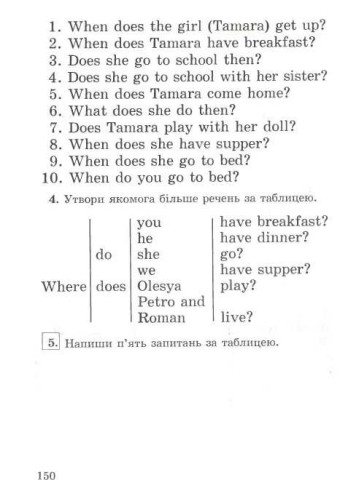 1. When does the girl (Tamara) get up?
2. When does Tamara have breakfast?
3. Does she go to school then?
4. Does she go to school with her sister?
5. When does Tamara come home?
6. What does she do then?
7. Does Tamara play with her doll?
8. When does she have supper?
9. When does she go to bed?
10. When do you go to bed?
4. Утвори якомога більше речень за таблицею.
you have breakfast?
he have dinner?
do she go?
we have supper?
Where does Olesya play?
Petro and
Roman live?
5. Напиши п'ять запитань за таблицею.
150